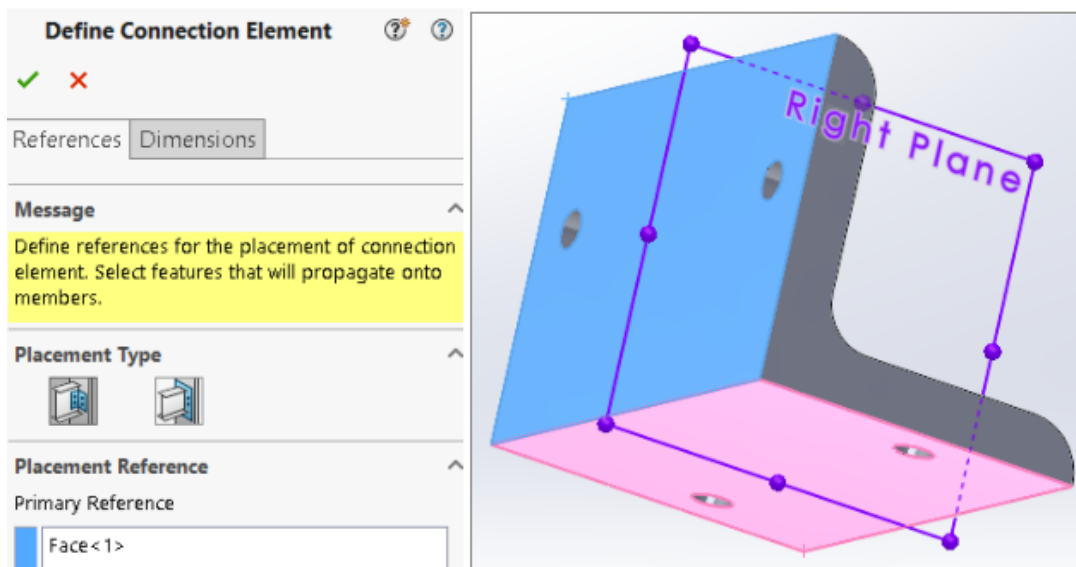 Define Connection Element
References
Dimensions
Message
Define references for the placement of connection
element. Select features that will propagate onto
members.
Placement Type
Placement Reference
Primary Reference
Face<1>
Right Plane